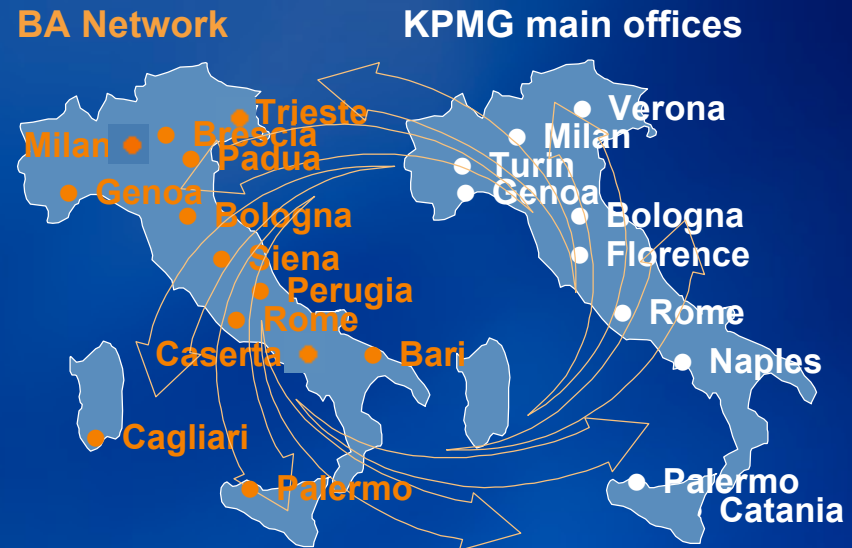 BA Network
KPMG main offices
Trieste
Brescia
Milan
Padua
Genoa
Bologna
Siena
Perugia
Rome
Caserta
Bari
Cagliari
Palermo
Verona
Milan
Turin
Genoa
Bologna
Florence
Rome
Naples
Palermo
Catania